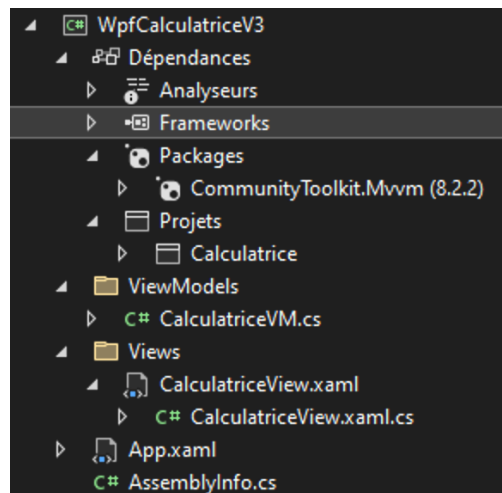 C# WpfCalculatriceV3
Dépendances
Analyseurs
Frameworks
Packages
CommunityToolkit.Mvvm (8.2.2)
Projets
Calculatrice
ViewModels
C# CalculatriceVM.cs
Views
CalculatriceView.xaml
C# CalculatriceView.xaml.cs
App.xaml
C# AssemblyInfo.cs